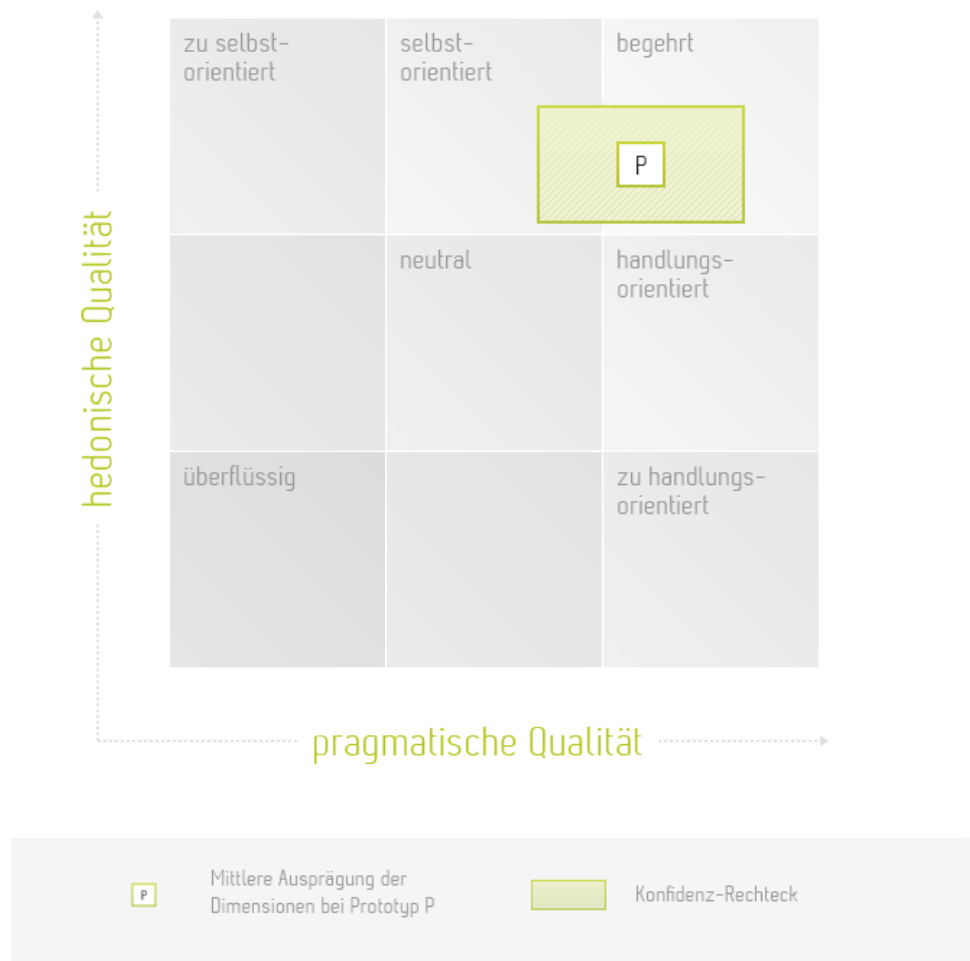 zu selbst-
orientiert
selbst-
orientiert
begehrt
P
hedonische Qualität
neutral
handlungs-
orientiert
überflüssig
zu handlungs-
orientiert
pragmatische Qualität
P
Mittlere Ausprägung der
Dimensionen bei Prototyp P
Konfidenz-Rechteck